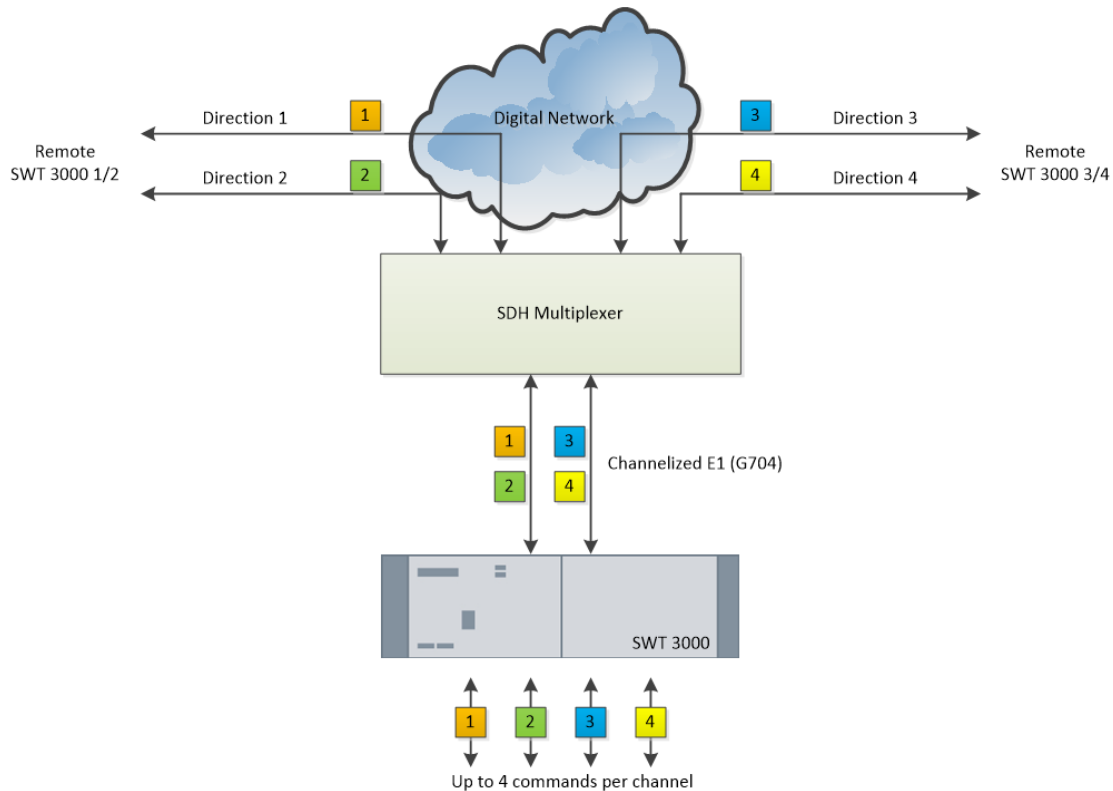 Digital Network
Direction 1
1
3
Direction 3
Remote
SWT 3000 1/2
Remote
SWT 3000 3/4
Direction 2
2
4
Direction 4
SDH Multiplexer
1
3
2
4
Channelized E1 (G704)
SWT 3000
1
2
3
4
Up to 4 commands per channel